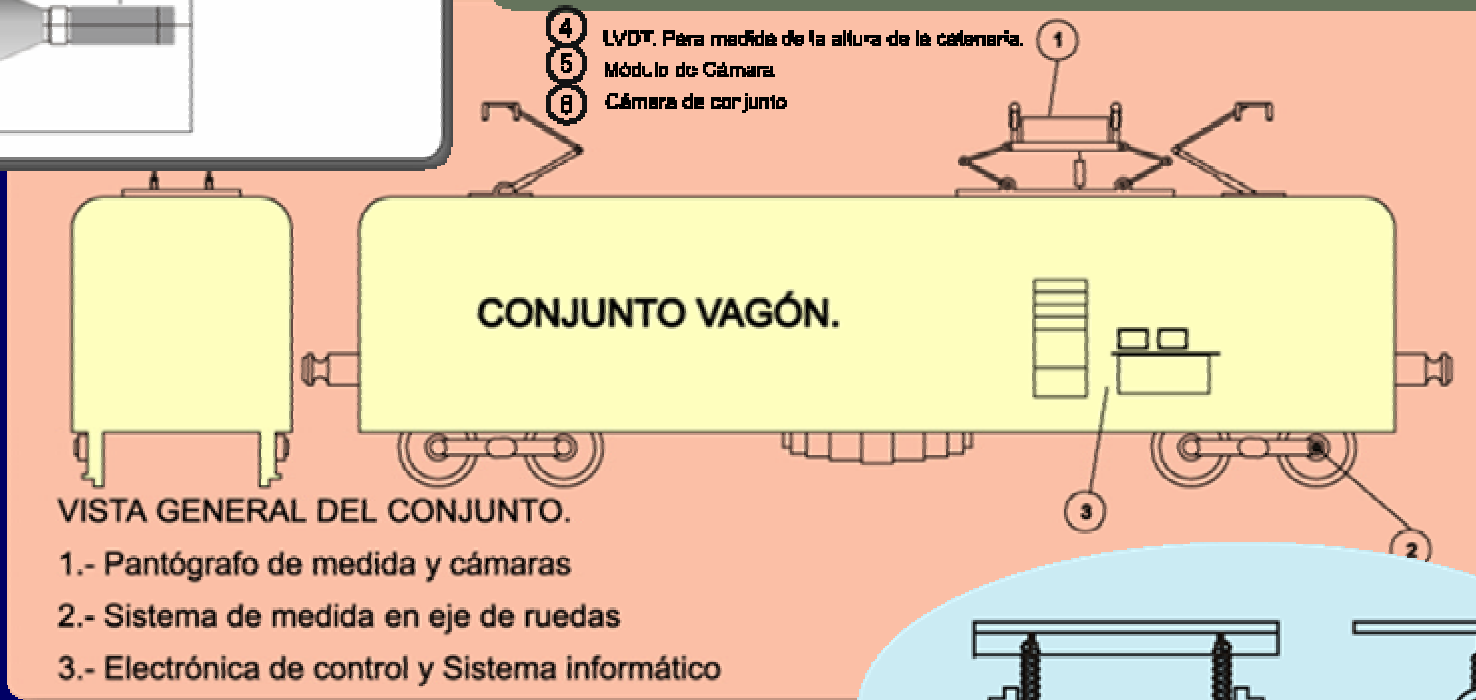 4 LVDT. Para medida de la altura de la catenaria.
5 Módulo de Cámara
6 Cámara de conjunto
1
CONJUNTO VAGÓN.
3
2
VISTA GENERAL DEL CONJUNTO.
1.- Pantógrafo de medida y cámaras
2.- Sistema de medida en eje de ruedas
3.- Electrónica de control y Sistema informático